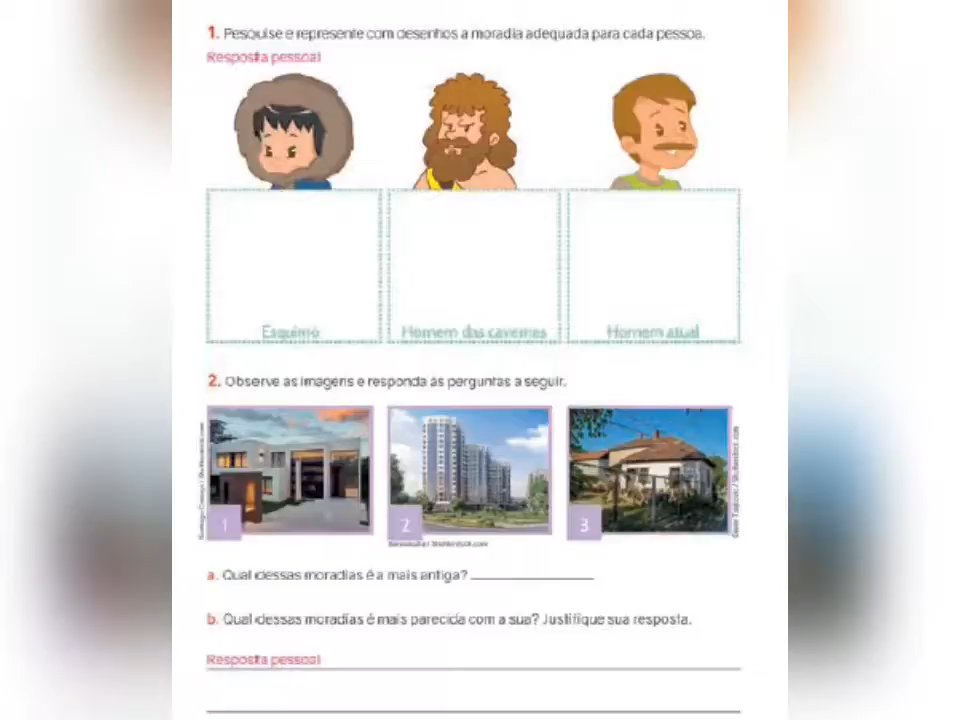 1. Pesquise e represente com desenhos a moradia adequada para cada pessoa.
Resposta pessoal
Esquimó
Homem das cavernas
Homem atual
2. Observe as imagens e responda às perguntas a seguir.
1
2
3
a. Qual dessas moradias é a mais antiga?
b. Qual dessas moradias é mais parecida com a sua? Justifique sua resposta.
Resposta pessoal